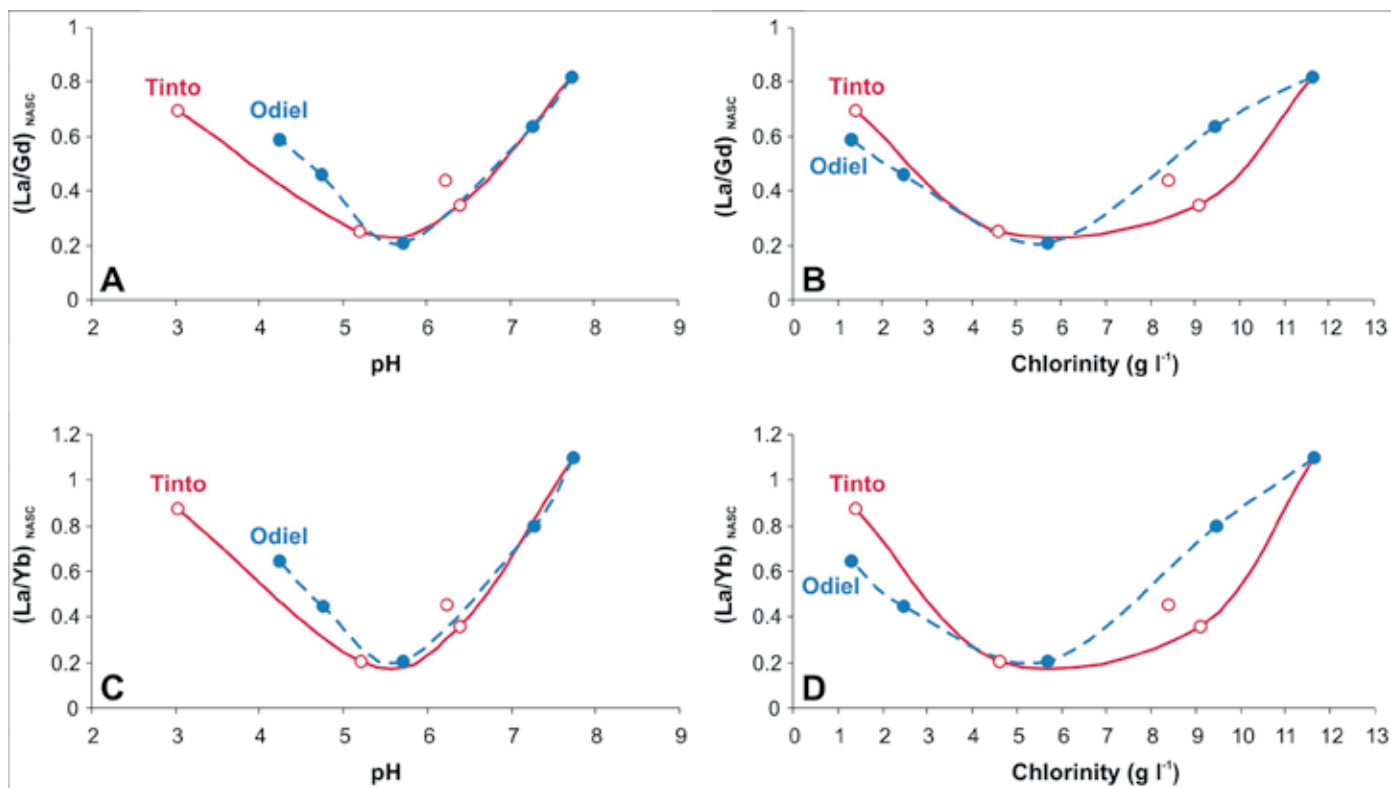 (La/Gd) NASC
1
0.8
0.6
0.4
0.2
0
Tinto
Odiel
A
2 3 4 5 6 7 8 9
pH
(La/Gd) NASC
1
0.8
0.6
0.4
0.2
0
Tinto
Odiel
B
0 1 2 3 4 5 6 7 8 9 10 11 12 13
Chlorinity (g l⁻¹)
(La/Yb) NASC
1.2
1
0.8
0.6
0.4
0.2
0
Tinto
Odiel
C
2 3 4 5 6 7 8 9
pH
(La/Yb) NASC
1.2
1
0.8
0.6
0.4
0.2
0
Tinto
Odiel
D
0 1 2 3 4 5 6 7 8 9 10 11 12 13
Chlorinity (g l⁻¹)